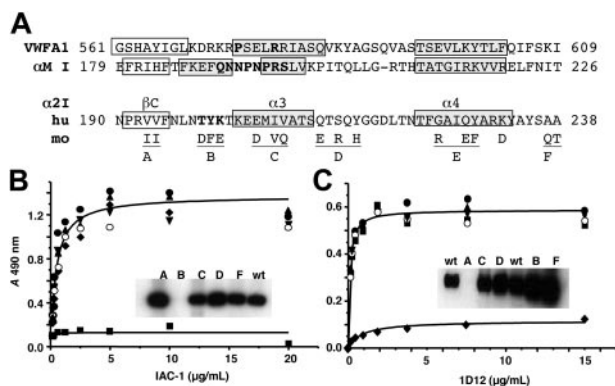 A
VWFA1 561 GSHAYIGLKDRKRPSELRRIASQVKYAGSQVASTSEVLKYTLFQIFSKI 609
αM I 179 EFRIHFTFKEFQNNPNPRSLVKPITQLLG-RTHTATGIRKVVRELFNIT 226
α2I βC α3 α4
hu 190 NPRVVFNLNTYKTKEEMIVATSQTSQYGGDLTNTFGAIQYARKYAYSAA 238
mo II DFE D VQ E R H R EF D QT
A B C D E F
B
A 490 nm
1.2
0.8
0.4
0.0
A B C D F wt
0 5 10 15 20
IAC-1 (µg/mL)
C
1.2
0.8
0.4
0.0
wt A C D wt B F
0 5 10 15
1D12 (µg/mL)